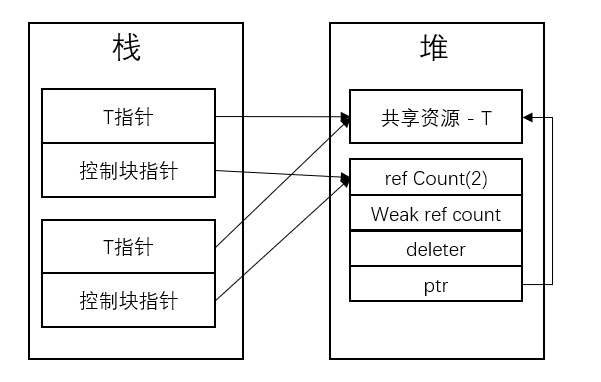 栈
T指针
控制块指针
T指针
控制块指针
堆
共享资源 - T
ref Count(2)
Weak ref count
deleter
ptr